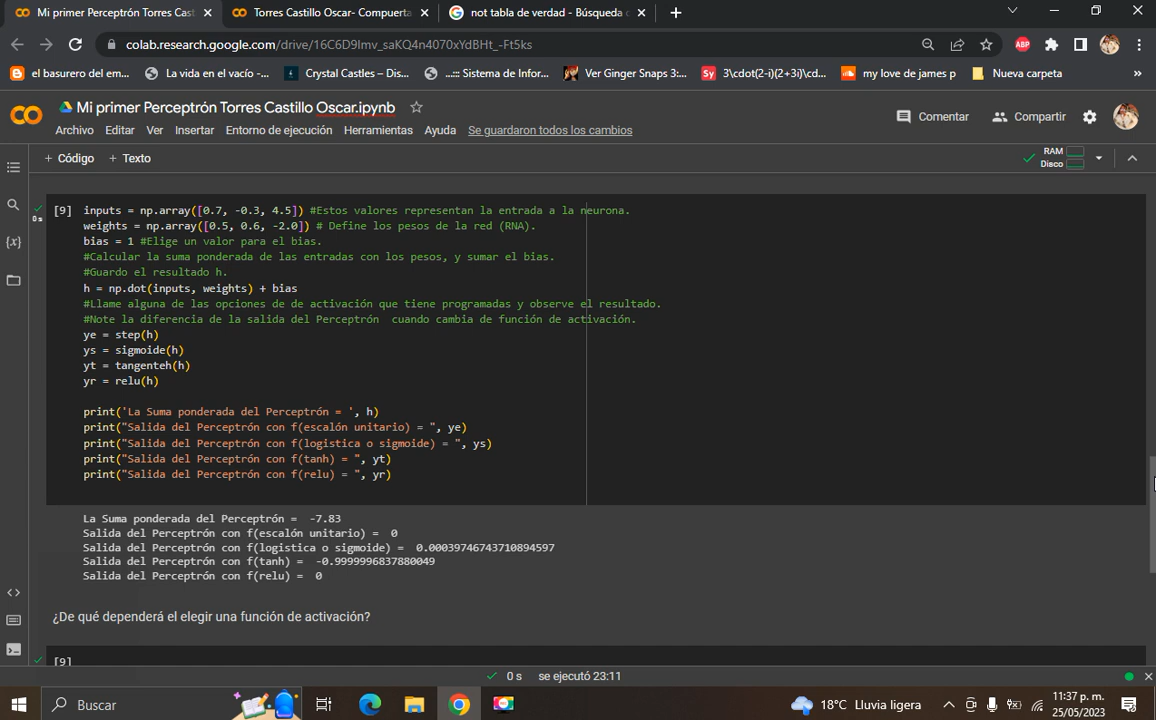 Mi primer Perceptrón Torres Cast
Torres Castillo Oscar- Compuerta
not tabla de verdad - Búsqueda d
colab.research.google.com/drive/16C6D9Imv_saKQ4n4070xYdBHt_-Ft5ks
ABP
el basurero del em...
La vida en el vacío -...
Crystal Castles – Dis...
..::: Sistema de Infor...
Ver Ginger Snaps 3:...
Sy
3\cdot(2-i)(2+3i)\cd...
my love de james p
Nueva carpeta
»
CO
Mi primer Perceptrón Torres Castillo Oscar.ipynb
Comentar
Compartir
Archivo
Editar
Ver
Insertar
Entorno de ejecución
Herramientas
Ayuda
Se guardaron todos los cambios
+ Código
+ Texto
RAM
Disco
[9]
0 s
inputs = np.array([0.7, -0.3, 4.5]) #Estos valores representan la entrada a la neurona.
weights = np.array([0.5, 0.6, -2.0]) # Define los pesos de la red (RNA).
bias = 1 #Elige un valor para el bias.
#Calcular la suma ponderada de las entradas con los pesos, y sumar el bias.
#Guardo el resultado h.
h = np.dot(inputs, weights) + bias
#Llame alguna de las opciones de de activación que tiene programadas y observe el resultado.
#Note la diferencia de la salida del Perceptrón  cuando cambia de función de activación.
ye = step(h)
ys = sigmoide(h)
yt = tangenteh(h)
yr = relu(h)
print('La Suma ponderada del Perceptrón = ', h)
print("Salida del Perceptrón con f(escalón unitario) = ", ye)
print("Salida del Perceptrón con f(logistica o sigmoide) = ", ys)
print("Salida del Perceptrón con f(tanh) = ", yt)
print("Salida del Perceptrón con f(relu) = ", yr)
La Suma ponderada del Perceptrón =  -7.83
Salida del Perceptrón con f(escalón unitario) =  0
Salida del Perceptrón con f(logistica o sigmoide) =  0.00039746743710894597
Salida del Perceptrón con f(tanh) =  -0.9999996837880049
Salida del Perceptrón con f(relu) =  0
¿De qué dependerá el elegir una función de activación?
[9]
0 s
se ejecutó 23:11
Buscar
18°C
Lluvia ligera
11:37 p. m.
25/05/2023